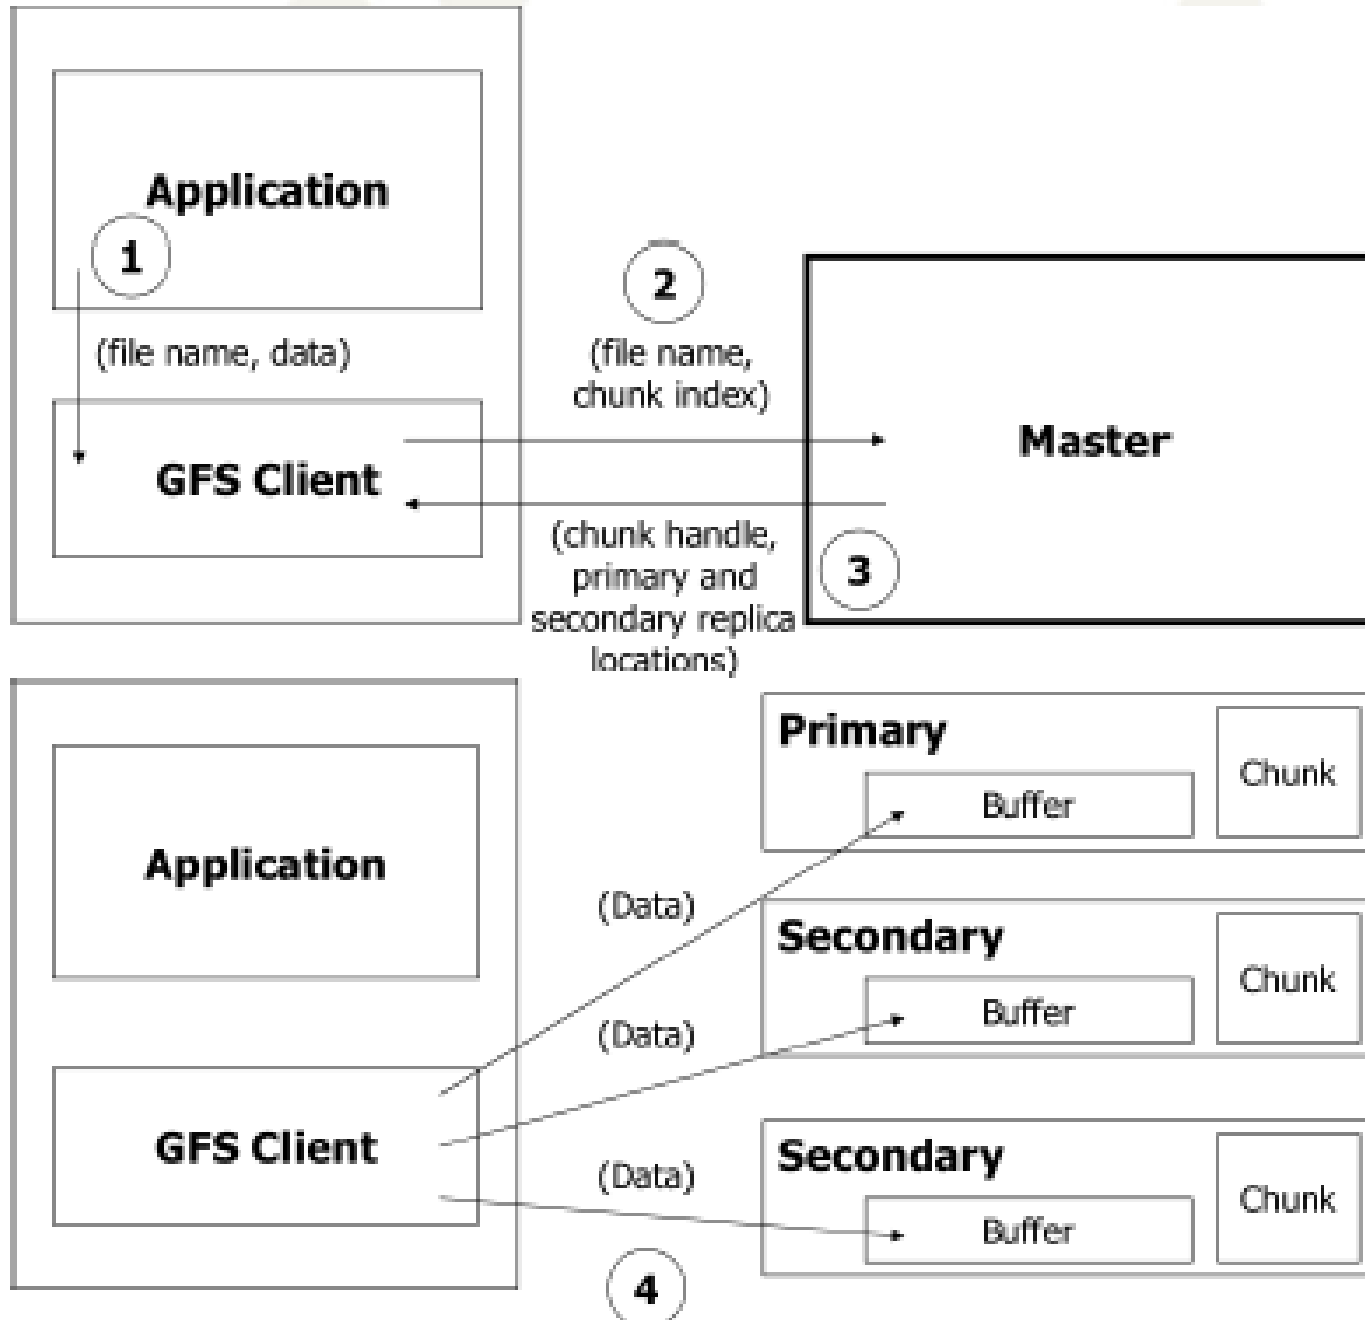 Application
1
(file name, data)
GFS Client
2
(file name,
chunk index)
Master
(chunk handle,
primary and
secondary replica
locations)
3
Application
GFS Client
(Data)
(Data)
(Data)
4
Primary
Buffer
Chunk
Secondary
Buffer
Chunk
Secondary
Buffer
Chunk